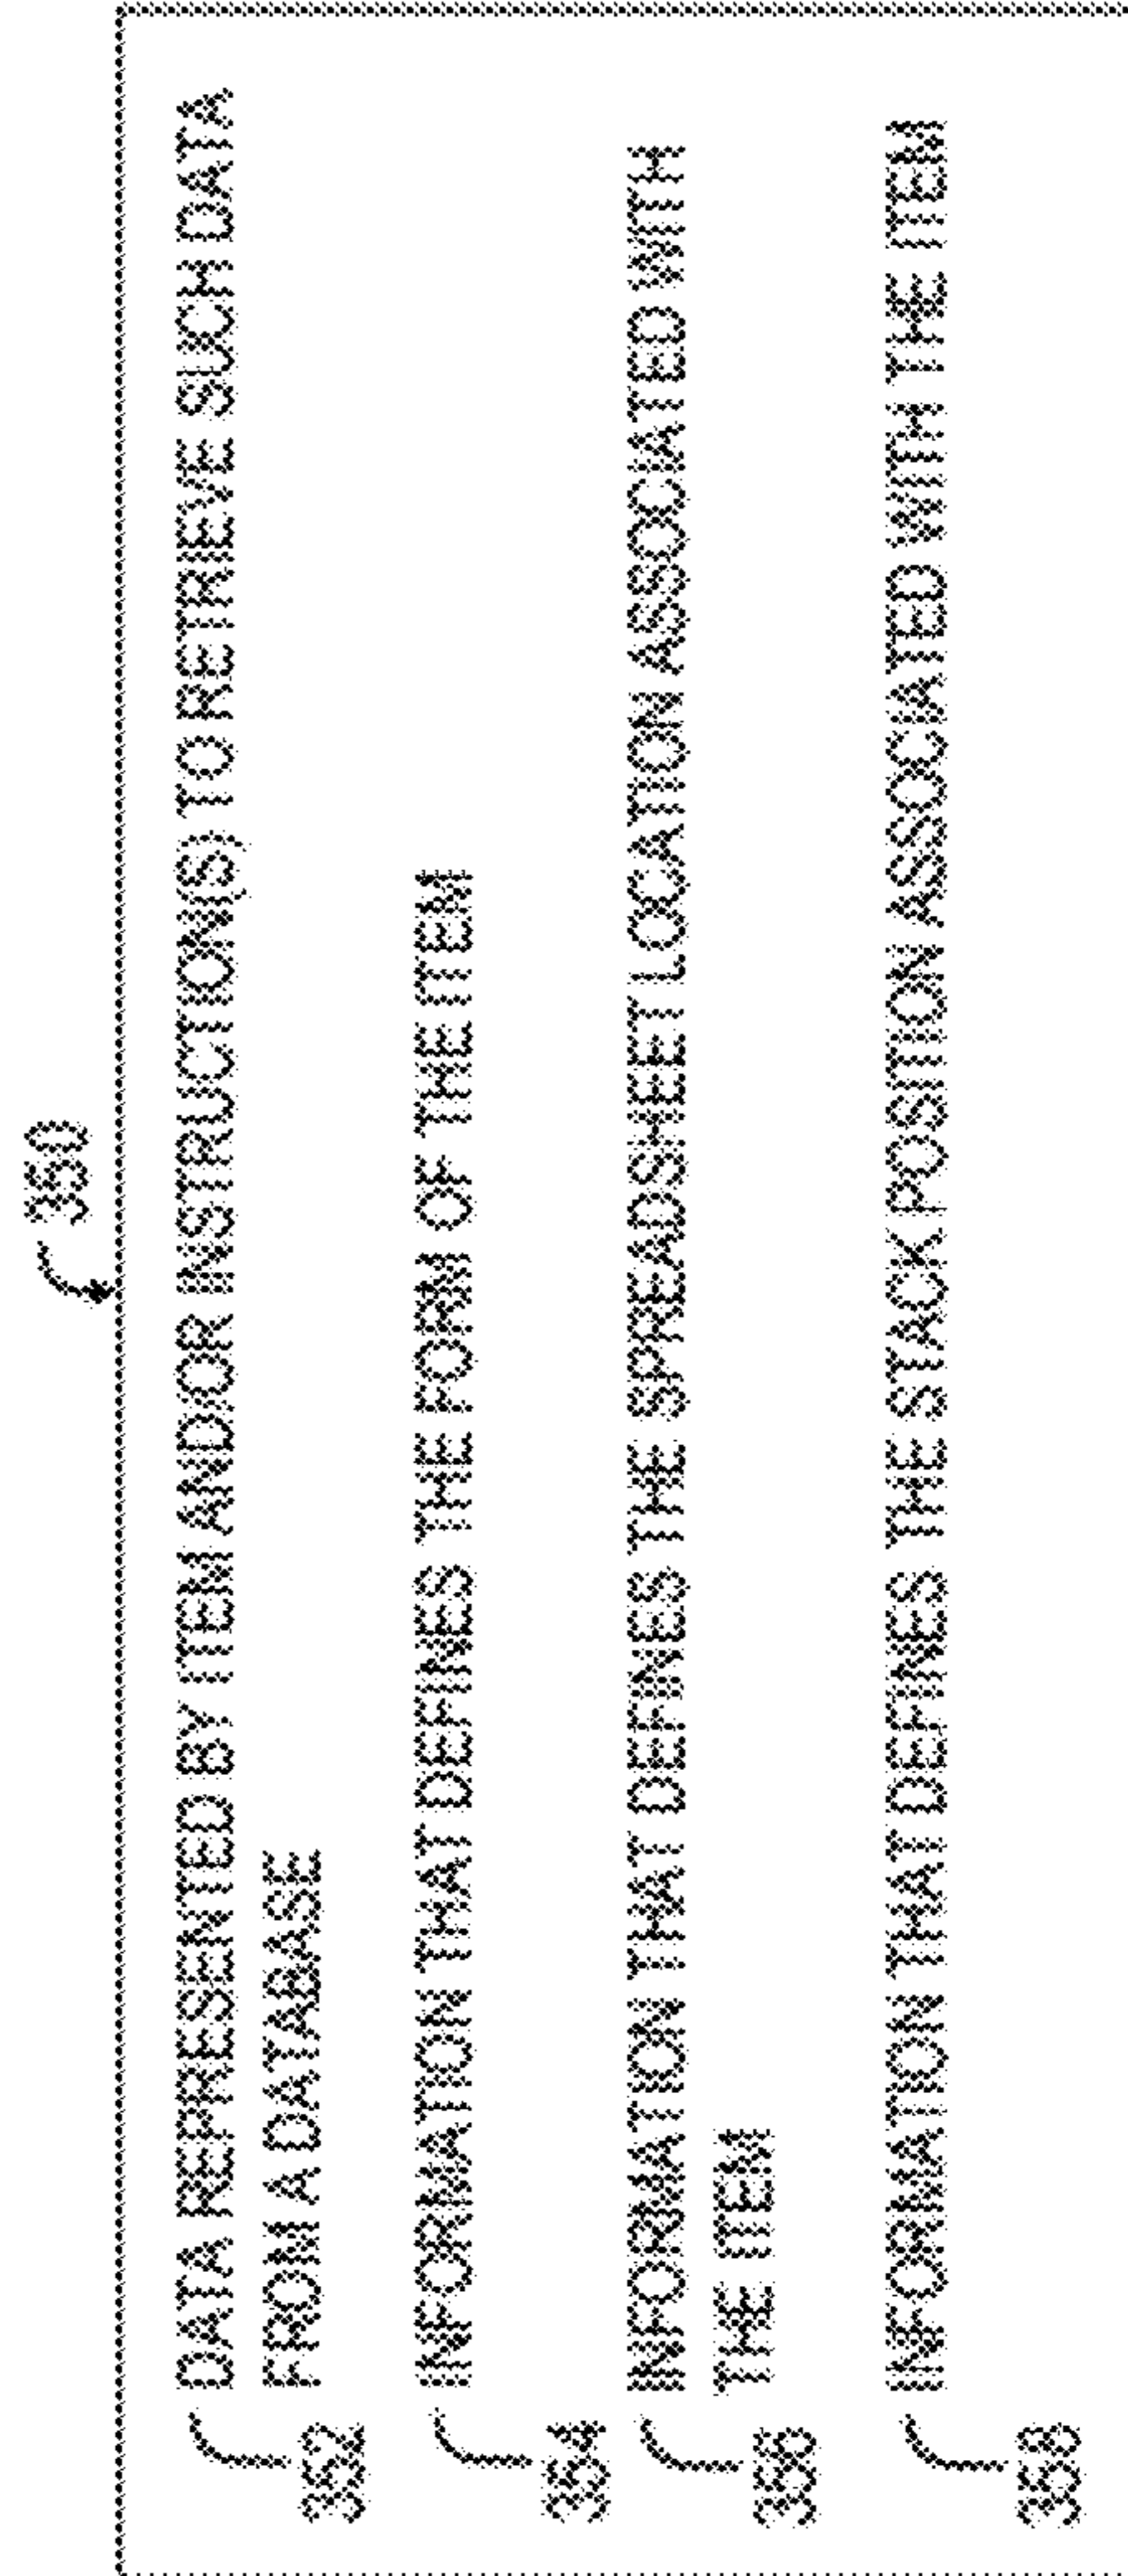 350
DATA REPRESENTED BY ITEM AND/OR INSTRUCTION(S) TO RETRIEVE SUCH DATA
FROM A DATABASE
352
INFORMATION THAT DEFINES THE FORM OF THE ITEM
354
INFORMATION THAT DEFINES THE SPREADSHEET LOCATION ASSOCIATED WITH
THE ITEM
356
INFORMATION THAT DEFINES THE STACK POSITION ASSOCIATED WITH THE ITEM
358